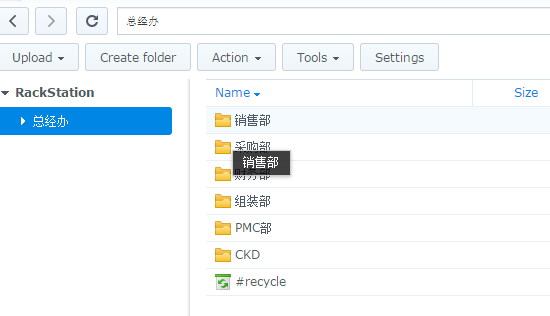 总经办
Upload Create folder Action Tools Settings
RackStation
总经办
Name Size
销售部
采购部
销售部
财务部
组装部
PMC部
CKD
#recycle